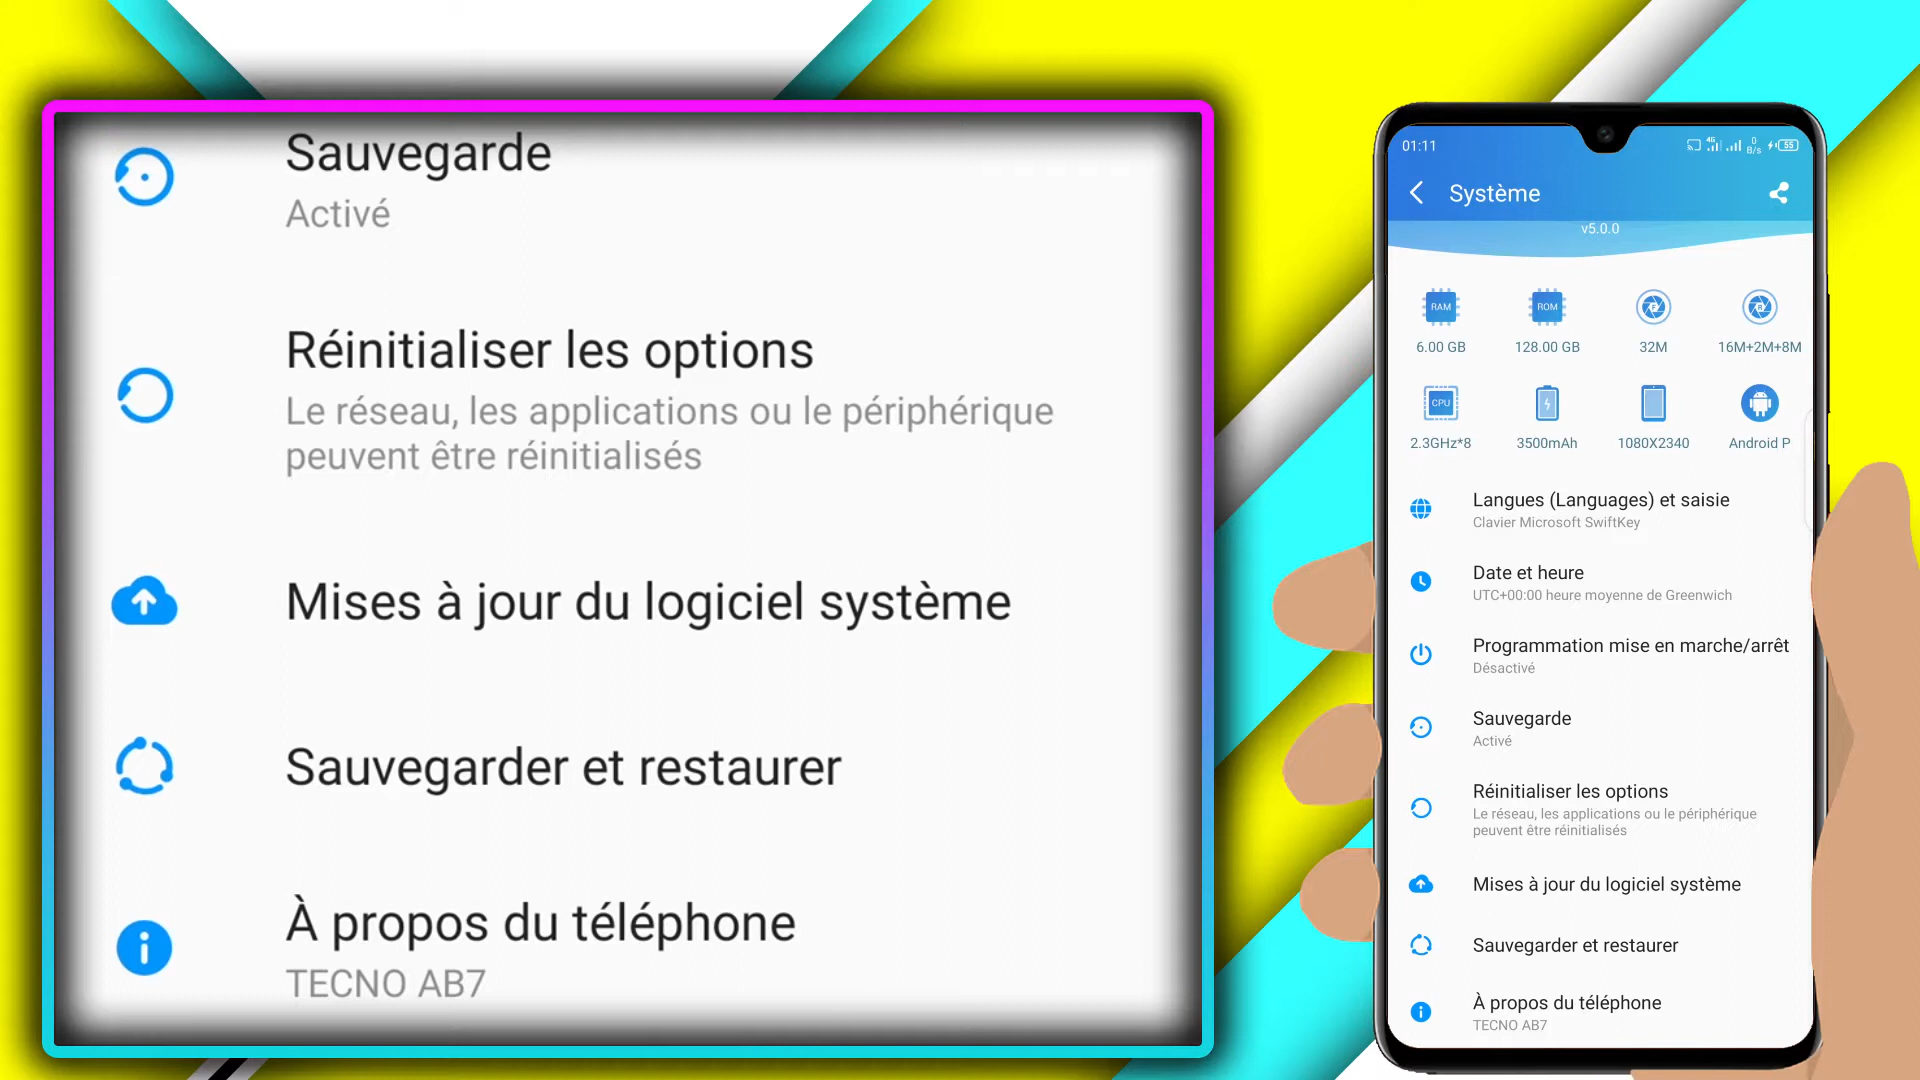 Sauvegarde
Activé
Réinitialiser les options
Le réseau, les applications ou le périphérique
peuvent être réinitialisés
Mises à jour du logiciel système
Sauvegarder et restaurer
À propos du téléphone
TECNO AB7
01:11
4G
0
B/s
55
Système
v5.0.0
RAM
ROM
6.00 GB
128.00 GB
32M
16M+2M+8M
CPU
2.3GHz*8
3500mAh
1080X2340
Android P
Langues (Languages) et saisie
Clavier Microsoft SwiftKey
Date et heure
UTC+00:00 heure moyenne de Greenwich
Programmation mise en marche/arrêt
Désactivé
Sauvegarde
Activé
Réinitialiser les options
Le réseau, les applications ou le périphérique
peuvent être réinitialisés
Mises à jour du logiciel système
Sauvegarder et restaurer
À propos du téléphone
TECNO AB7